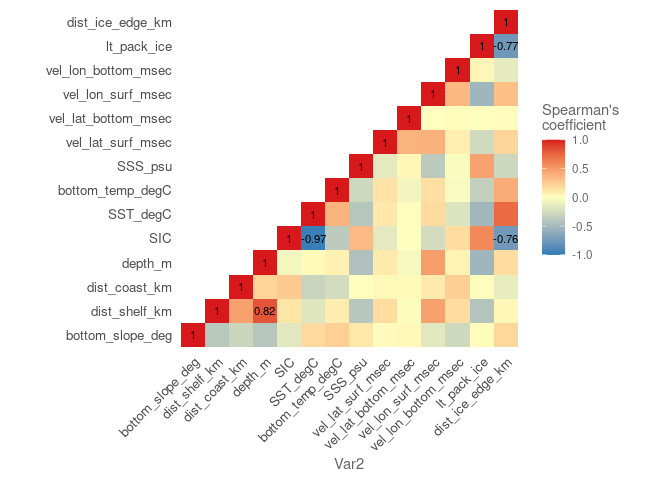 dist_ice_edge_km
1
lt_pack_ice
1 -0.77
vel_lon_bottom_msec
1
vel_lon_surf_msec
1
vel_lat_bottom_msec
1
vel_lat_surf_msec
1
SSS_psu
1
bottom_temp_degC
1
SST_degC
1
SIC
1 -0.97 -0.76
depth_m
1
dist_coast_km
1
dist_shelf_km
1 0.82
bottom_slope_deg
1
bottom_slope_deg
dist_shelf_km
dist_coast_km
depth_m
SIC
SST_degC
bottom_temp_degC
SSS_psu
vel_lat_surf_msec
vel_lat_bottom_msec
vel_lon_surf_msec
vel_lon_bottom_msec
lt_pack_ice
dist_ice_edge_km
Var2
Spearman's
coefficient
1.0
0.5
0.0
-0.5
-1.0